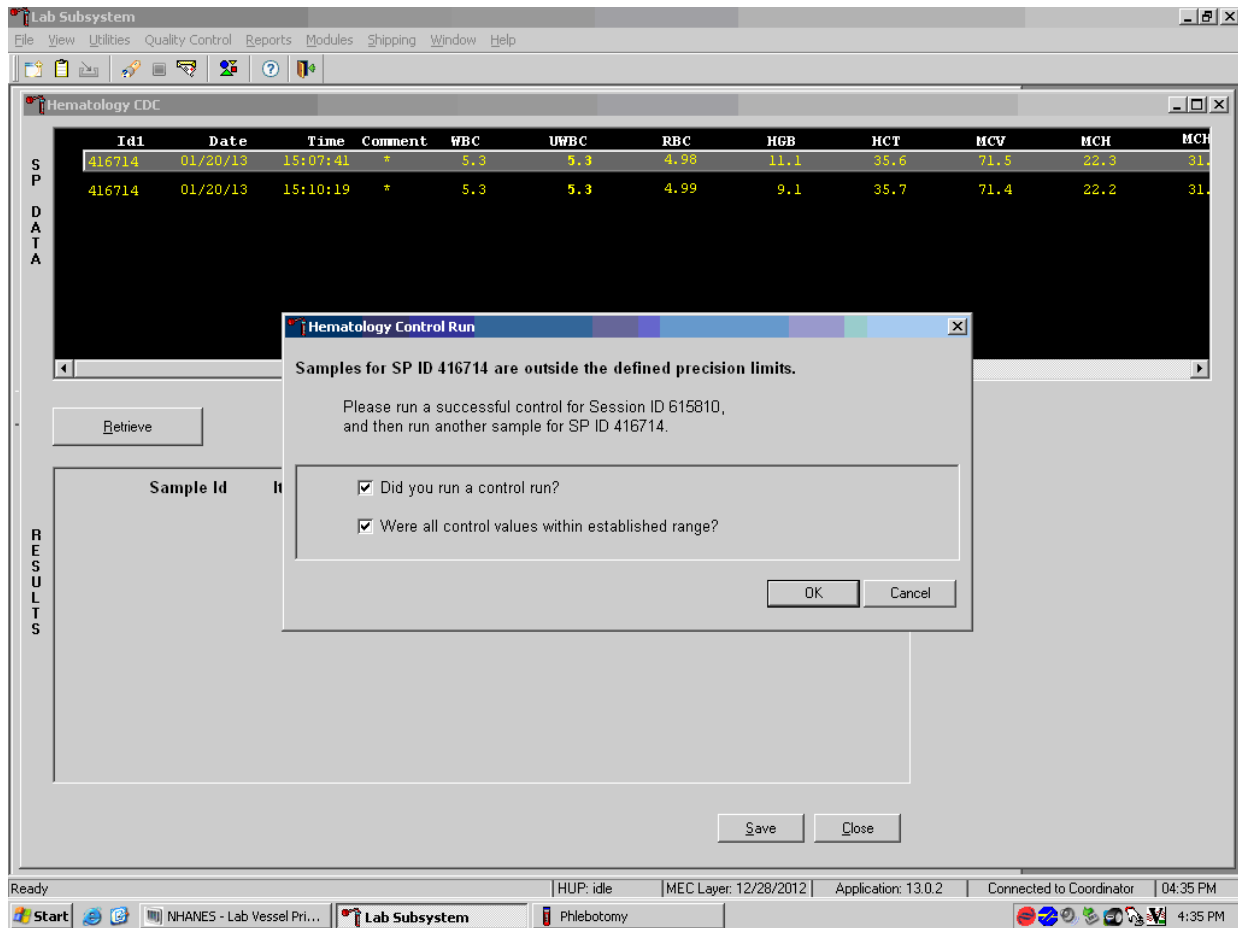 Lab Subsystem
File View Utilities Quality Control Reports Modules Shipping Window Help
Hematology CDC
Id1 Date Time Comment WBC UWBC RBC HGB HCT MCV MCH MCH
416714 01/20/13 15:07:41 * 5.3 5.3 4.98 11.1 35.6 71.5 22.3 31.
416714 01/20/13 15:10:19 * 5.3 5.3 4.99 9.1 35.7 71.4 22.2 31.
SP DATA
Hematology Control Run
Samples for SP ID 416714 are outside the defined precision limits.
Please run a successful control for Session ID 615810,
and then run another sample for SP ID 416714.
Retrieve
Sample Id It
Did you run a control run?
Were all control values within established range?
RESULTS
OK Cancel
Save Close
Ready HUP: idle MEC Layer: 12/28/2012 Application: 13.0.2 Connected to Coordinator 04:35 PM
Start NHANES - Lab Vessel Pri... Lab Subsystem Phlebotomy 4:35 PM